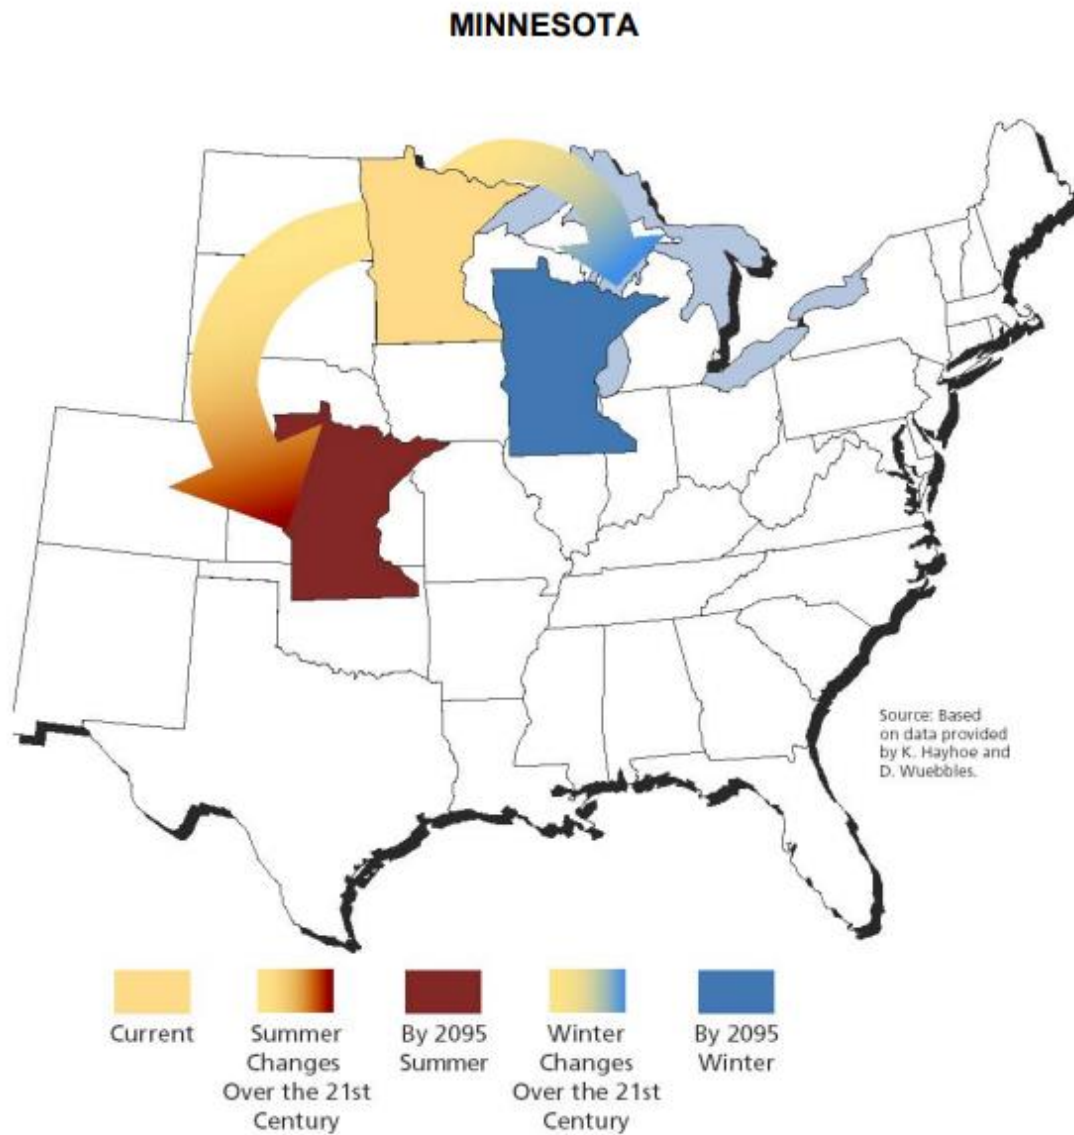 MINNESOTA
Source: Based
on data provided
by K. Hayhoe and
D. Wuebbles.
Current
Summer
Changes
Over the 21st
Century
By 2095
Summer
Winter
Changes
Over the 21st
Century
By 2095
Winter